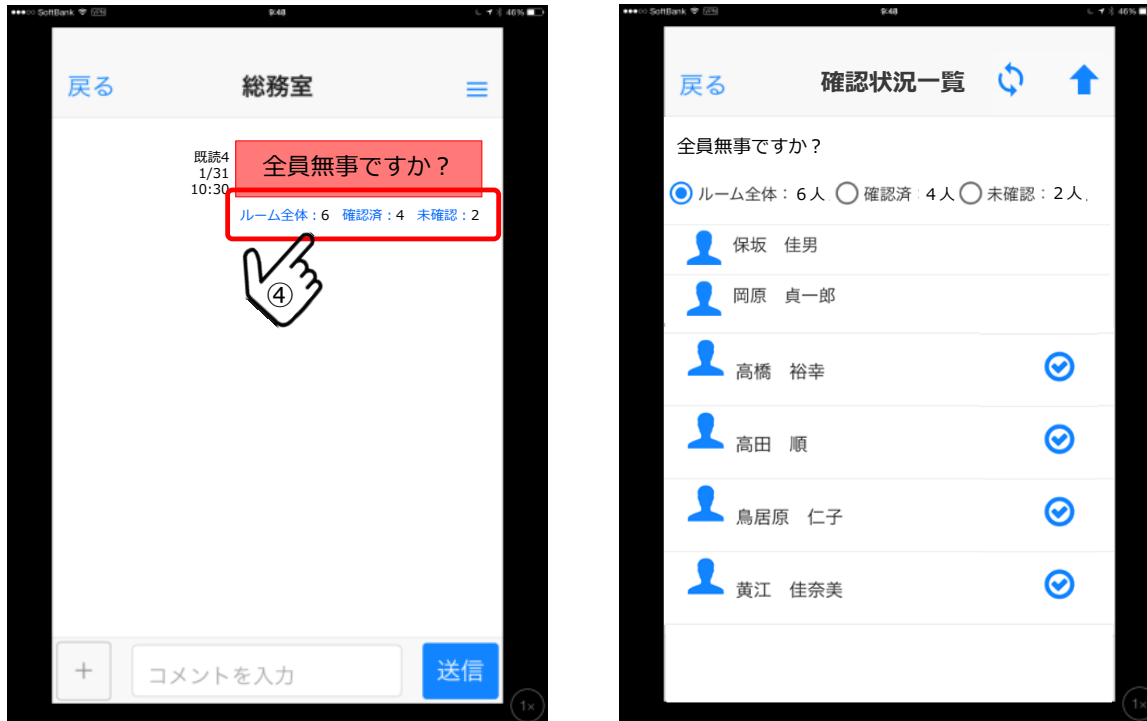 ●●●○○ SoftBank VPN 9:48 46%
戻る 総務室
既読4
1/31
10:30
全員無事ですか？
ルーム全体：6 確認済：4 未確認：2
④
+ コメントを入力 送信
1×
●●●○○ SoftBank VPN 9:48 46%
戻る 確認状況一覧
全員無事ですか？
ルーム全体：６人 確認済：４人 未確認：２人
保坂　佳男
岡原　貞一郎
高橋　裕幸
高田　順
鳥居原　仁子
黄江　佳奈美
1×